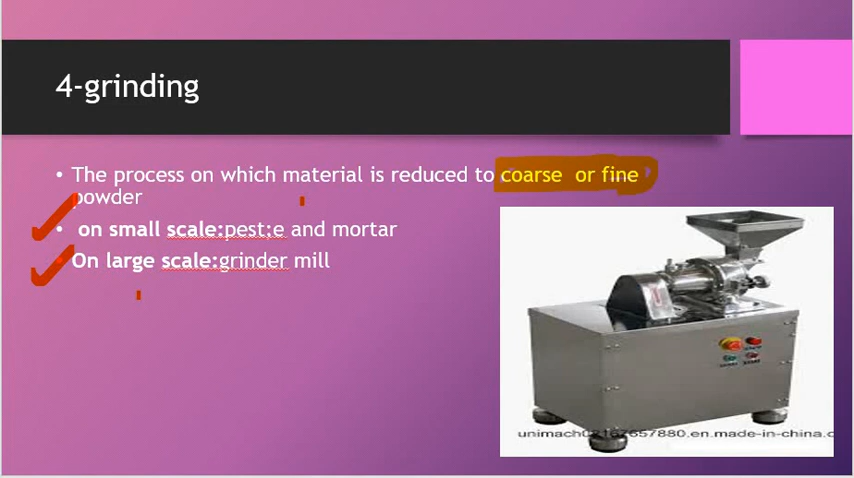 4-grinding
• The process on which material is reduced to coarse or fine
powder
• on small scale:pest;e and mortar
• On large scale:grinder mill